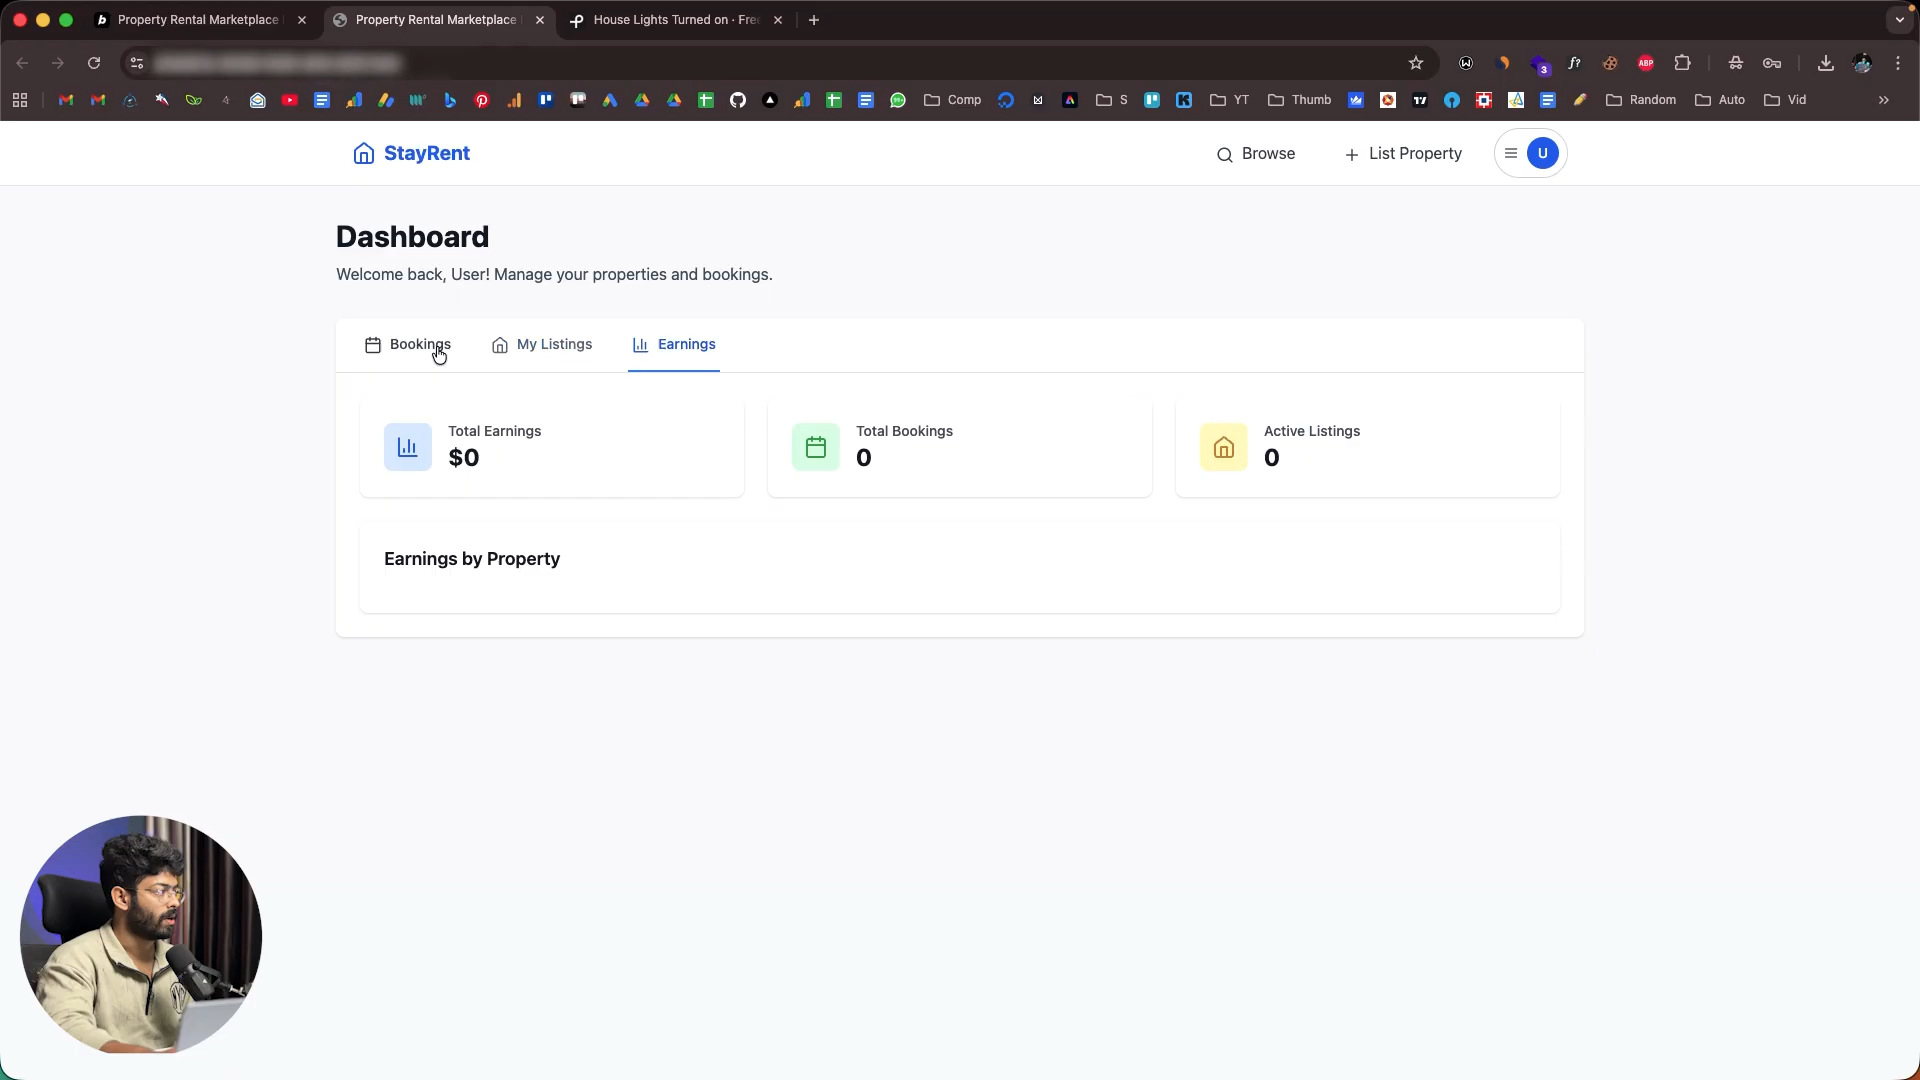 Property Rental Marketplace
Property Rental Marketplace
House Lights Turned on · Fre
3
ABP
Comp
S
YT
Thumb
Random
Auto
Vid
StayRent
Browse
List Property
U
Dashboard
Welcome back, User! Manage your properties and bookings.
Bookings
My Listings
Earnings
Total Earnings
$0
Total Bookings
0
Active Listings
0
Earnings by Property